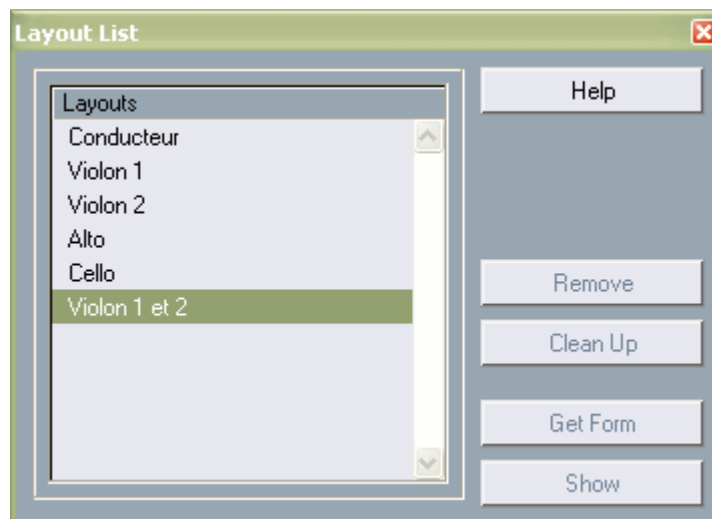 Layout List
Layouts
Conducteur
Violon 1
Violon 2
Alto
Cello
Violon 1 et 2
Help
Remove
Clean Up
Get Form
Show